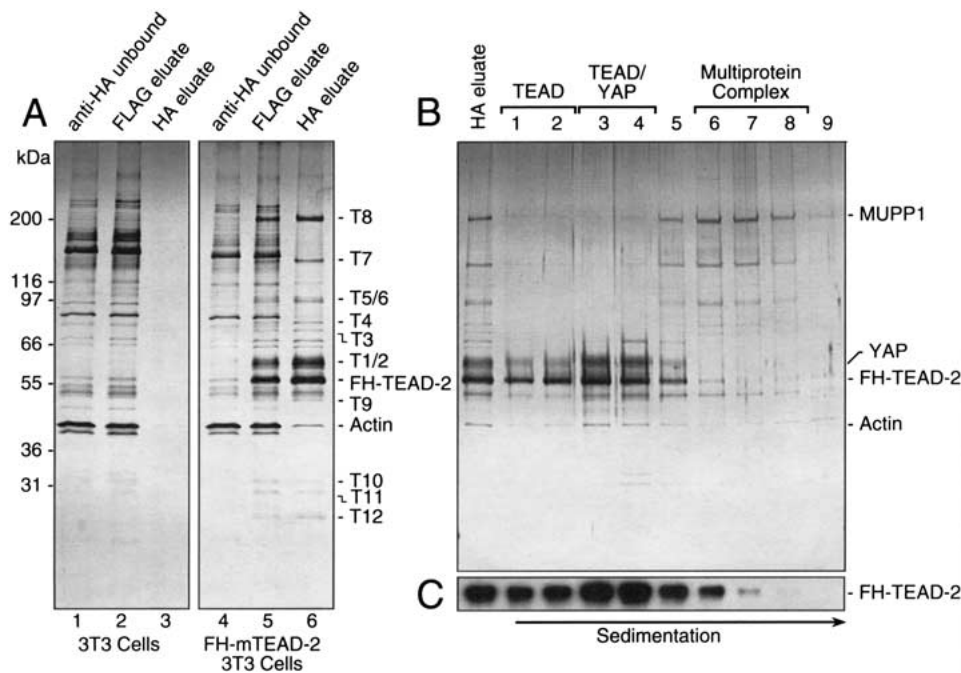 A
anti-HA unbound
FLAG eluate
HA eluate
anti-HA unbound
FLAG eluate
HA eluate
kDa
200
116
97
66
55
36
31
T8
T7
T5/6
T4
T3
T1/2
FH-TEAD-2
T9
Actin
T10
T11
T12
1 2 3
3T3 Cells
4 5 6
FH-mTEAD-2
3T3 Cells
B
HA eluate
TEAD
TEAD/
YAP
Multiprotein
Complex
1 2 3 4 5 6 7 8 9
MUPP1
YAP
FH-TEAD-2
Actin
C
FH-TEAD-2
Sedimentation